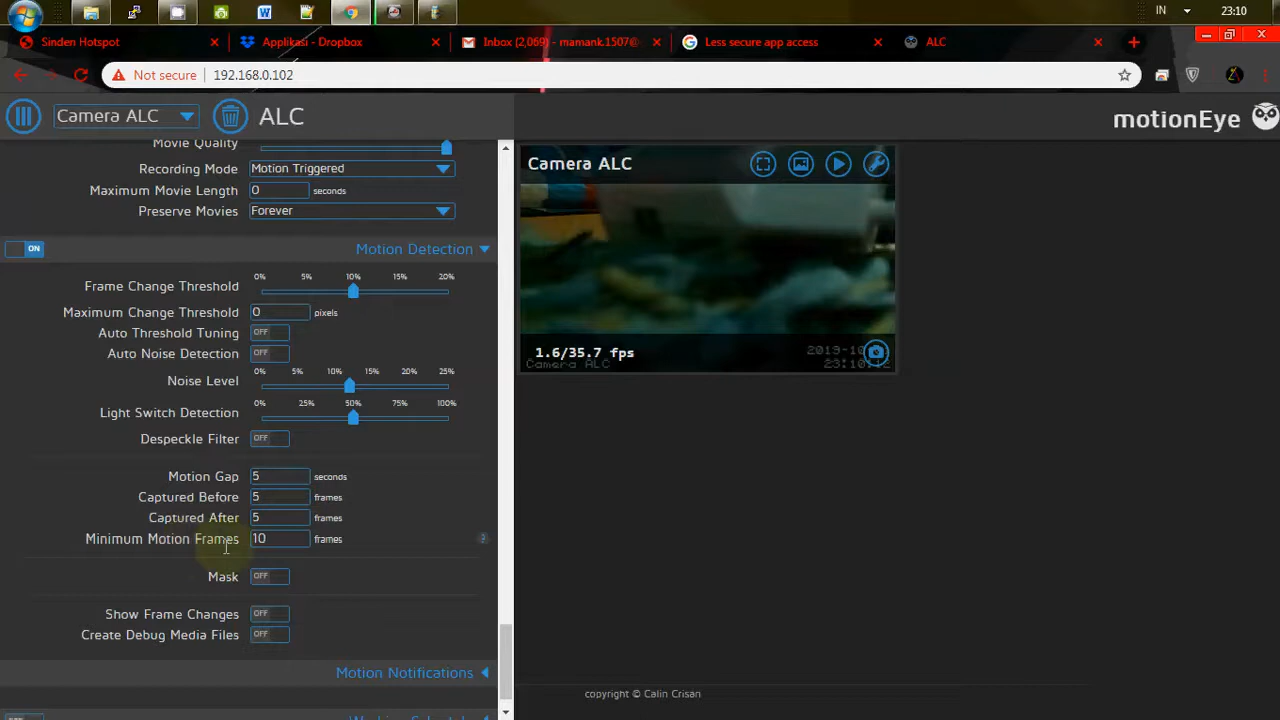 IN 23:10
Sinden Hotspot Applikasi - Dropbox Inbox (2,069) - mamank.1507@ Less secure app access ALC
Not secure 192.168.0.102
Camera ALC ALC motionEye
Movie Quality
Recording Mode Motion Triggered
Maximum Movie Length 0 seconds
Preserve Movies Forever
ON Motion Detection
0% 5% 10% 15% 20%
Frame Change Threshold
Maximum Change Threshold 0 pixels
Auto Threshold Tuning OFF
Auto Noise Detection OFF
0% 5% 10% 15% 20% 25%
Noise Level
0% 25% 50% 75% 100%
Light Switch Detection
Despeckle Filter OFF
Motion Gap 5 seconds
Captured Before 5 frames
Captured After 5 frames
Minimum Motion Frames 10 frames
Mask OFF
Show Frame Changes OFF
Create Debug Media Files OFF
Motion Notifications
Camera ALC
1.6/35.7 fps
Camera ALC
copyright © Calin Crisan